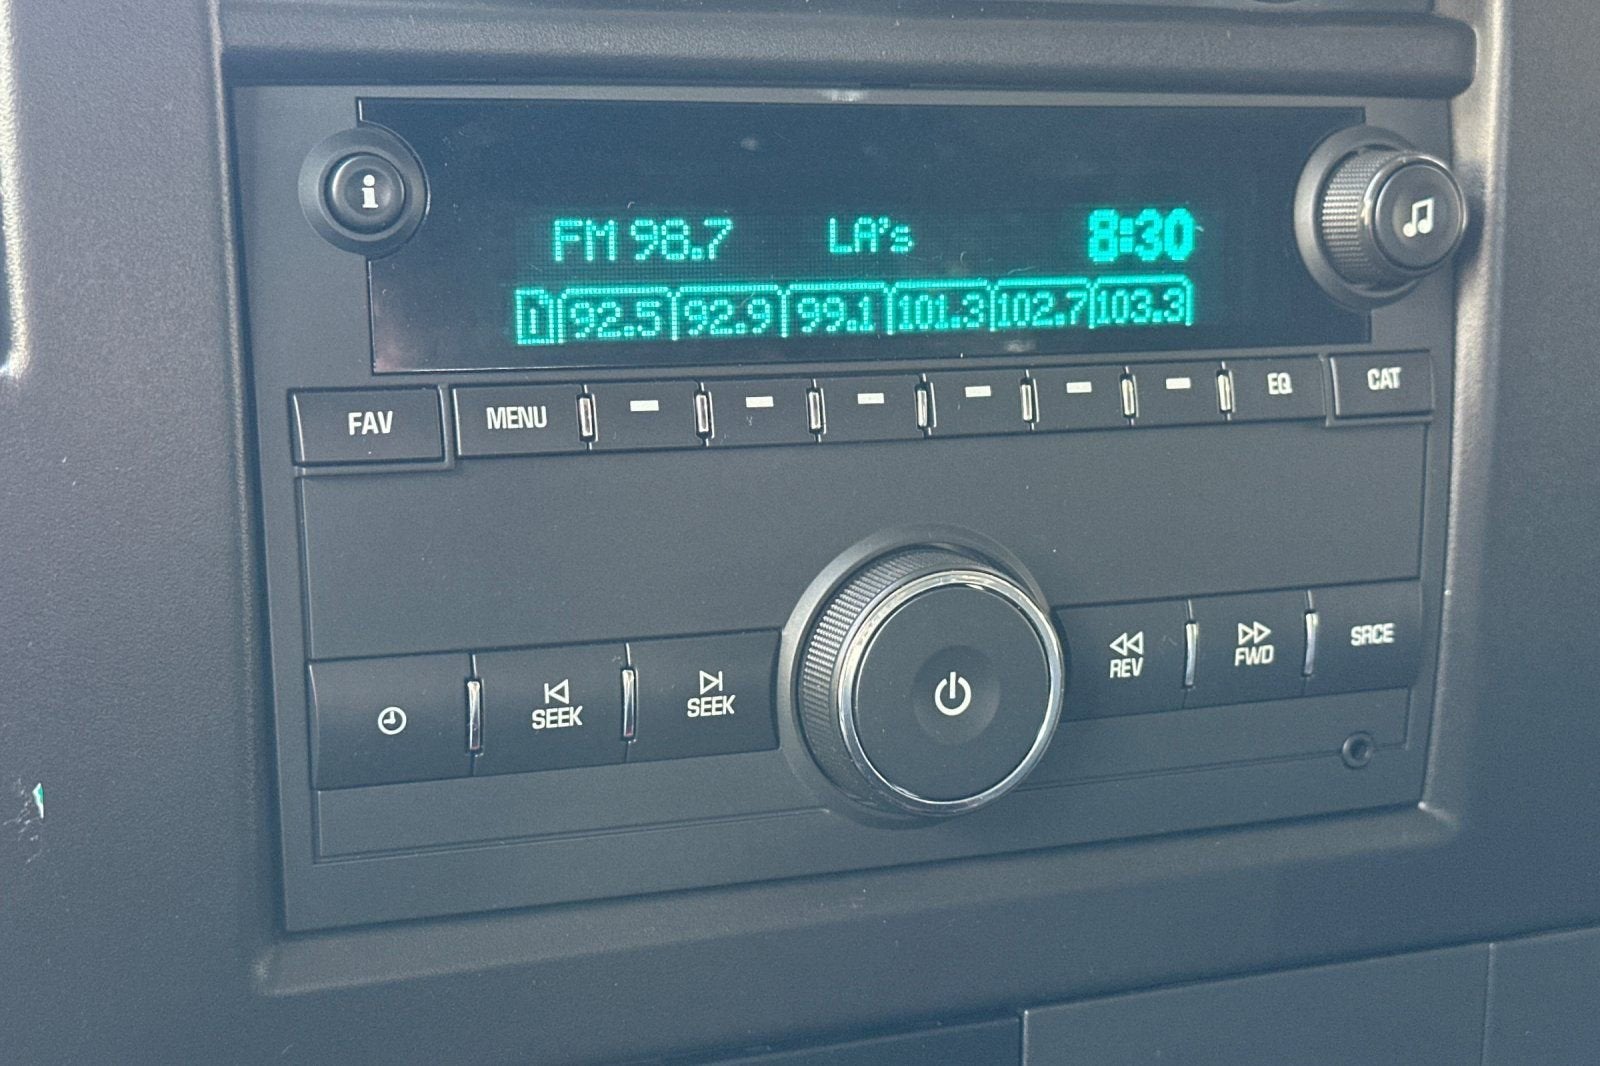 i
FM 98.7 LA's 8:30
1 92.5 92.9 99.1 101.3 102.7 103.3
FAV MENU EQ CAT
SEEK SEEK REV FWD SRCE